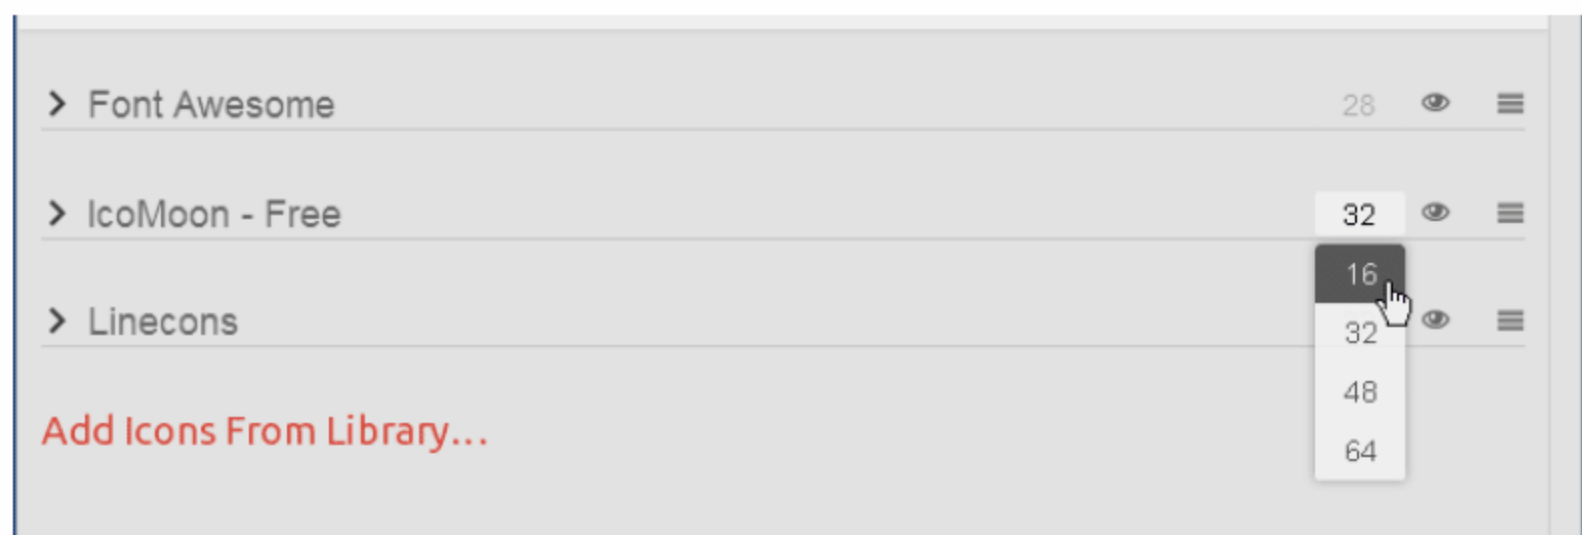 Font Awesome 28
IcoMoon - Free 32
16
Linecons
32
48
Add Icons From Library...
64